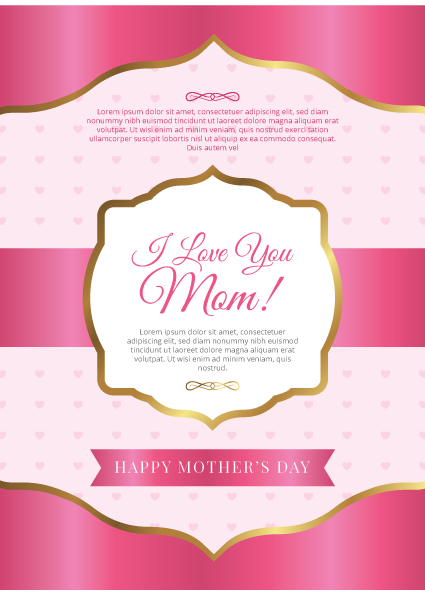 Lorem ipsum dolor sit amet, consectetuer adipiscing elit, sed diam
nonummy nibh euismod tincidunt ut laoreet dolore magna aliquam erat
volutpat. Ut wisi enim ad minim veniam, quis nostrud exerci tation
ullamcorper suscipit lobortis nisl ut aliquip ex ea commodo consequat.
Duis autem vel
I Love You
Mom!
Lorem ipsum dolor sit amet, consectetuer
adipiscing elit, sed diam nonummy nibh euismod
tincidunt ut laoreet dolore magna aliquam erat
volutpat. Ut wisi enim ad minim veniam, quis
nostrud.
HAPPY MOTHER'S DAY